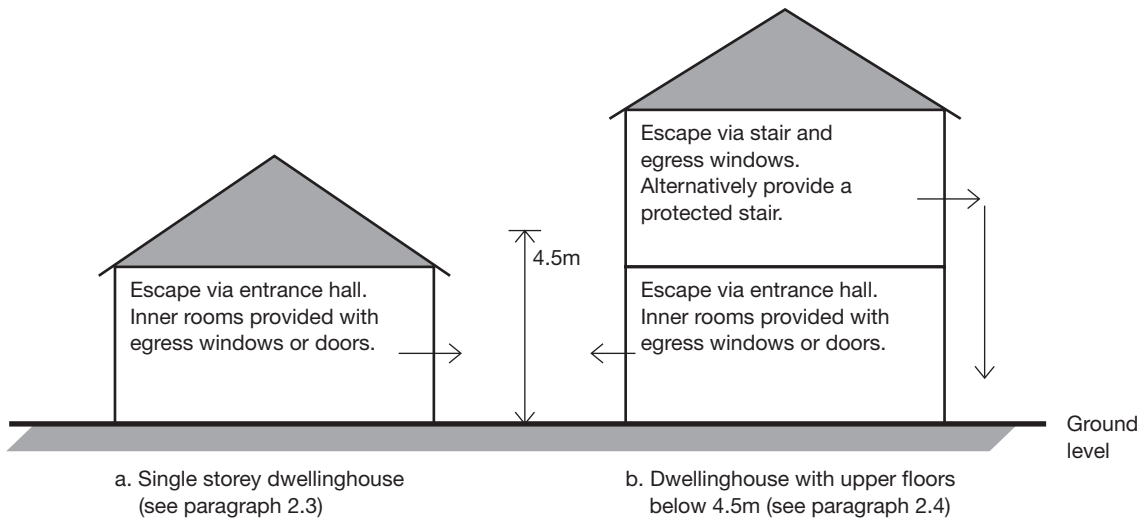 Escape via stair and
egress windows.
Alternatively provide a
protected stair.
4.5m
Escape via entrance hall.
Inner rooms provided with
egress windows or doors.
Escape via entrance hall.
Inner rooms provided with
egress windows or doors.
Ground
level
a. Single storey dwellinghouse
(see paragraph 2.3)
b. Dwellinghouse with upper floors
below 4.5m (see paragraph 2.4)